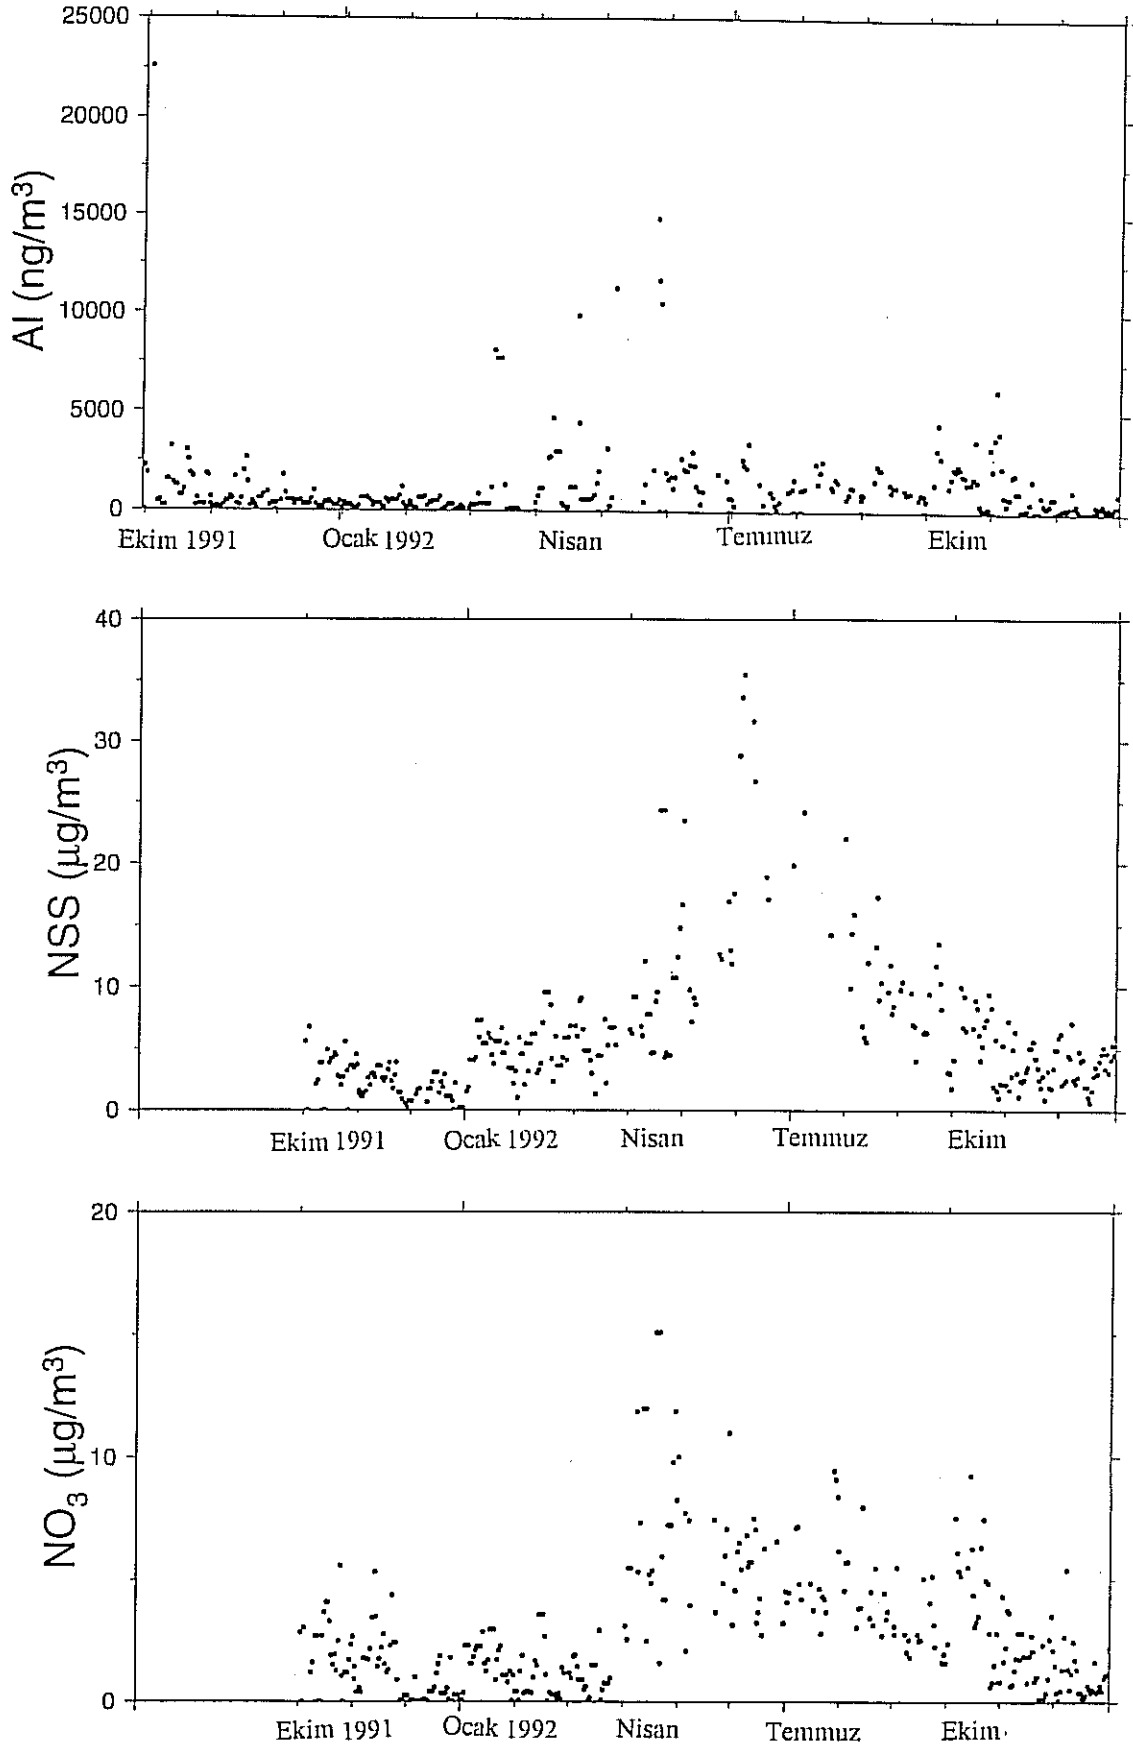 25000
20000
15000
10000
5000
0
Al (ng/m³)
Ekim 1991 Ocak 1992 Nisan Temmuz Ekim
40
30
20
10
0
NSS (µg/m³)
Ekim 1991 Ocak 1992 Nisan Temmuz Ekim
20
10
0
NO₃ (µg/m³)
Ekim 1991 Ocak 1992 Nisan Temmuz Ekim